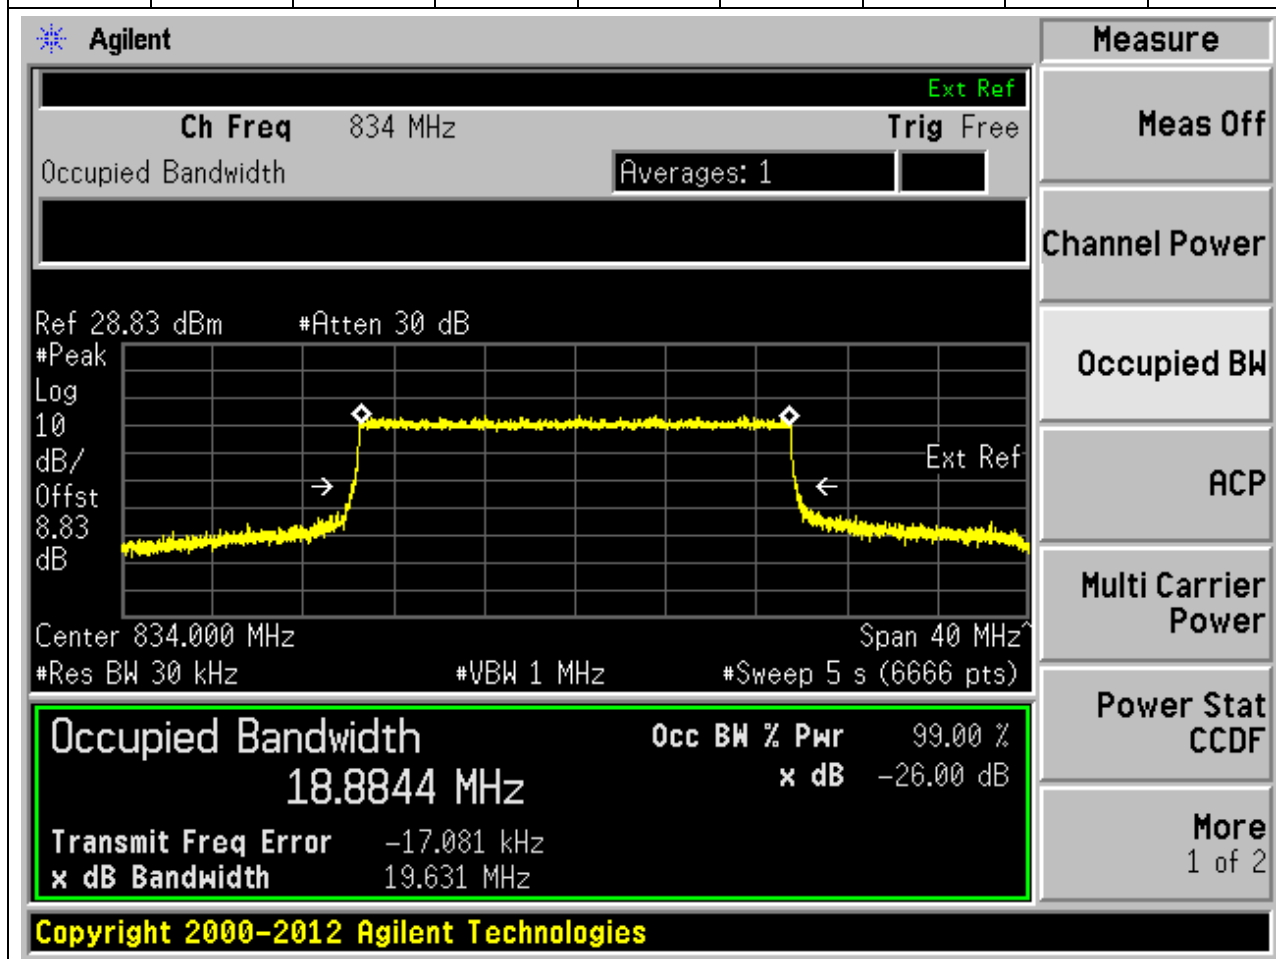 Agilent
Measure
Ext Ref
Ch Freq 834 MHz Trig Free
Meas Off
Occupied Bandwidth Averages: 1
Channel Power
Ref 28.83 dBm #Atten 30 dB
#Peak
Log
10
dB/
Offst
8.83
dB
Ext Ref
Occupied BW
ACP
Center 834.000 MHz Span 40 MHz^
#Res BW 30 kHz #VBW 1 MHz #Sweep 5 s (6666 pts)
Multi Carrier
Power
Occupied Bandwidth Occ BW % Pwr 99.00 %
18.8844 MHz x dB -26.00 dB
Transmit Freq Error -17.081 kHz
x dB Bandwidth 19.631 MHz
Power Stat
CCDF
More
1 of 2
Copyright 2000-2012 Agilent Technologies